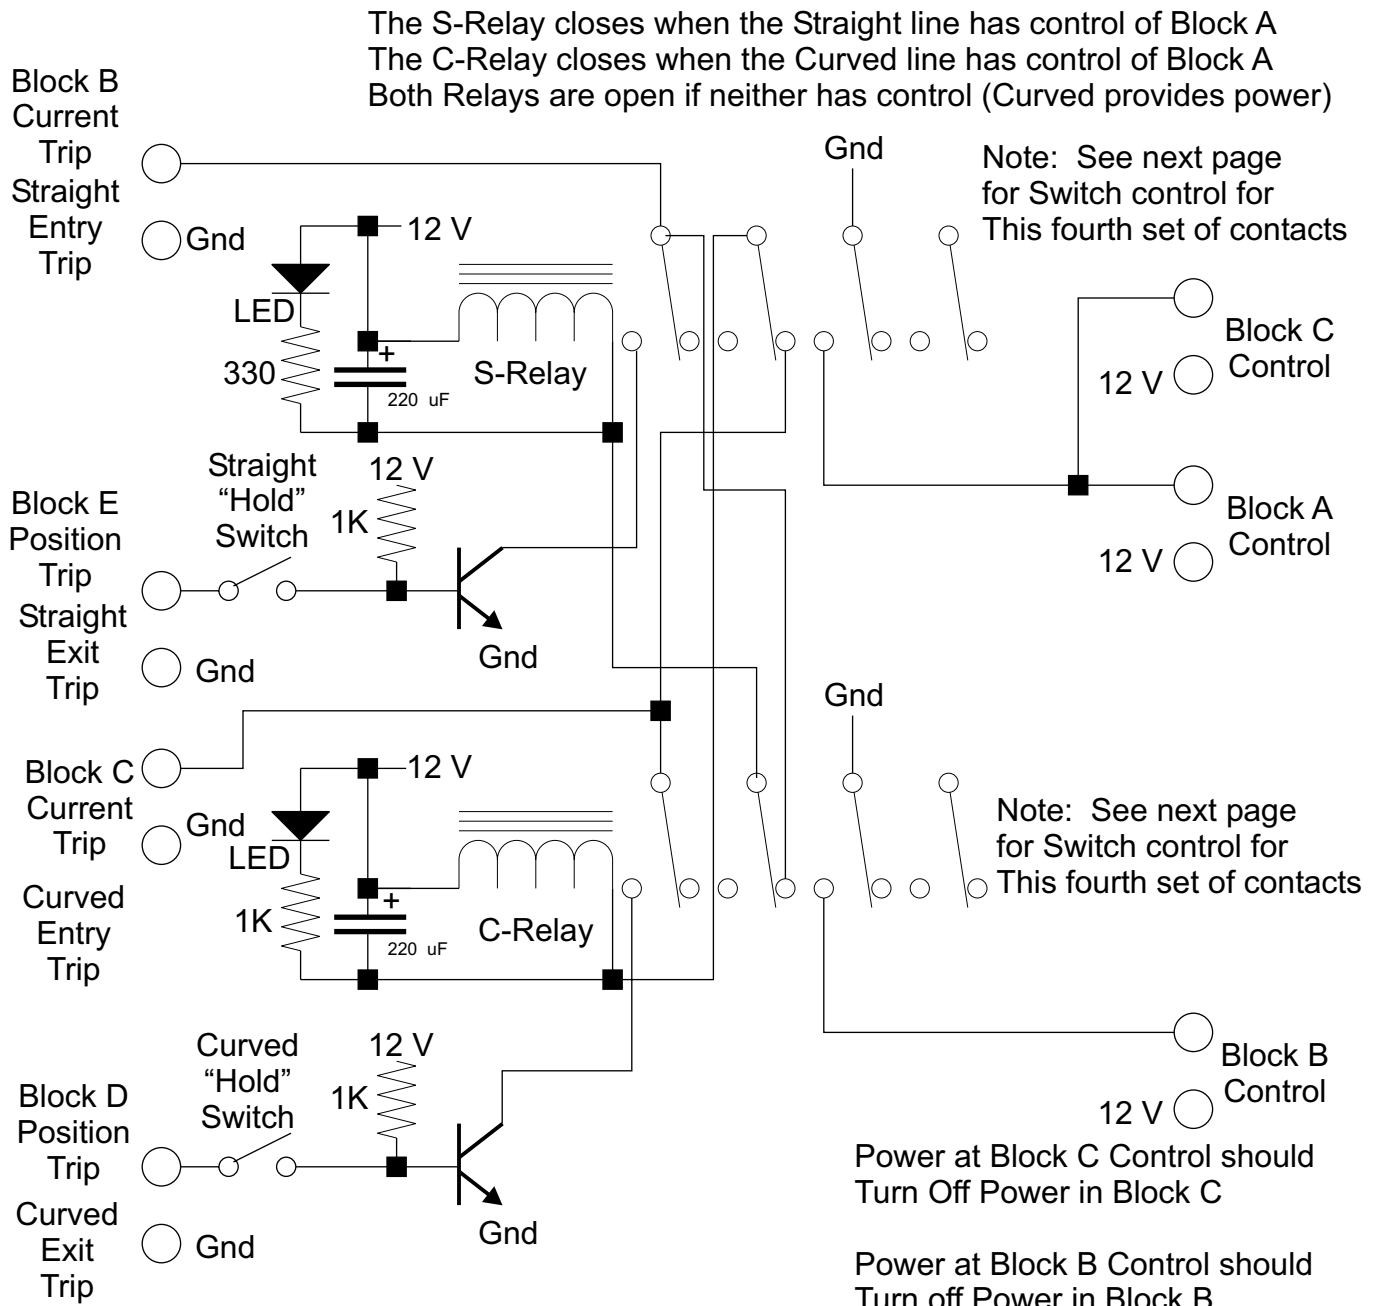 The S-Relay closes when the Straight line has control of Block A
The C-Relay closes when the Curved line has control of Block A
Both Relays are open if neither has control (Curved provides power)
Block B
Current
Trip
Straight
Entry
Trip
Gnd
12 V
LED
330
+
220 uF
S-Relay
Gnd
Note: See next page
for Switch control for
This fourth set of contacts
Block C
Control
12 V
Block A
Control
12 V
Straight
“Hold”
Switch
12 V
1K
Block E
Position
Trip
Straight
Exit
Trip
Gnd
Gnd
Block C
Current
Trip
Curved
Entry
Trip
Gnd
12 V
LED
1K
+
220 uF
C-Relay
Gnd
Note: See next page
for Switch control for
This fourth set of contacts
Block B
Control
12 V
Curved
“Hold”
Switch
12 V
1K
Block D
Position
Trip
Curved
Exit
Trip
Gnd
Gnd
Power at Block C Control should
Turn Off Power in Block C
Power at Block B Control should
Turn off Power in Block B